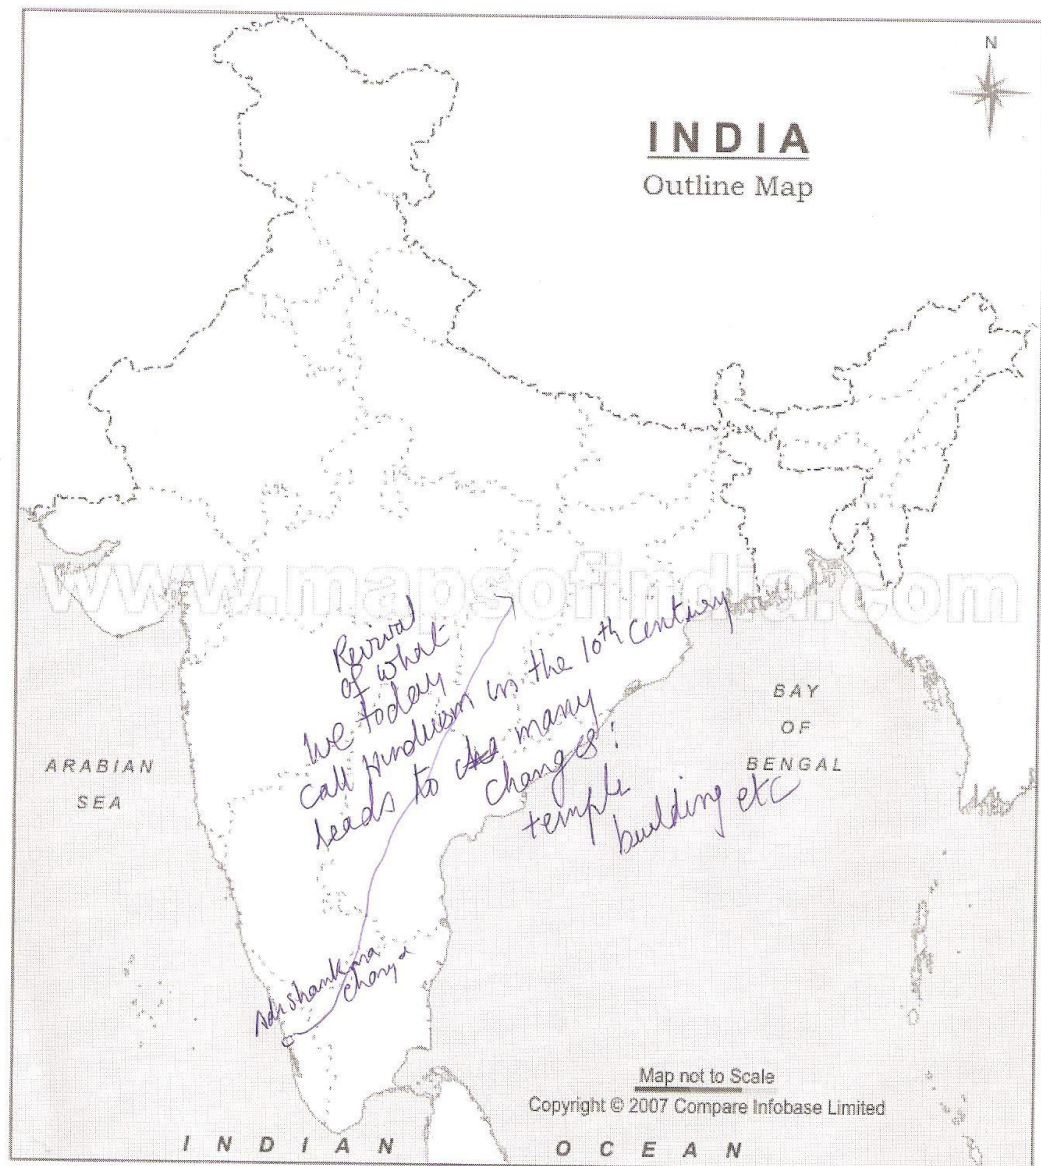 N
INDIA
Outline Map
www.mapsofindia.com
Revival
of what
we today
call Hinduism in the 10th century
leads to many
changes!
temple
building etc
BAY
OF
BENGAL
ARABIAN
SEA
Adishankara
charya
Map not to Scale
Copyright © 2007 Compare Infobase Limited
INDIAN OCEAN